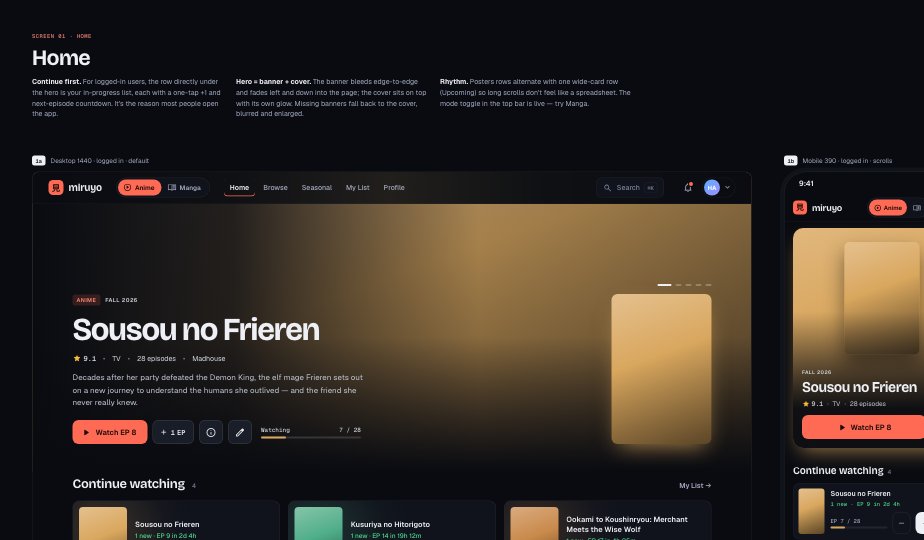 SCREEN 01 · HOME
Home
Continue first. For logged-in users, the row directly under
the hero is your in-progress list, each with a one-tap +1 and
next-episode countdown. It's the reason most people open
the app.
Hero = banner + cover. The banner bleeds edge-to-edge
and fades left and down into the page; the cover sits on top
with its own glow. Missing banners fall back to the cover,
blurred and enlarged.
Rhythm. Posters rows alternate with one wide-card row
(Upcoming) so long scrolls don't feel like a spreadsheet. The
mode toggle in the top bar is live — try Manga.
1a Desktop 1440 · logged in · default
見 miruyo Anime Manga Home Browse Seasonal My List Profile Search ⌘K HA
ANIME FALL 2026
Sousou no Frieren
9.1 · TV · 28 episodes · Madhouse
Decades after her party defeated the Demon King, the elf mage Frieren sets out
on a new journey to understand the humans she outlived — and the friend she
never really knew.
Watch EP 8 + 1 EP Watching 7 / 28
Continue watching 4 My List →
Sousou no Frieren
1 new · EP 9 in 2d 4h
Kusuriya no Hitorigoto
1 new · EP 14 in 19h 12m
Ookami to Koushinryou: Merchant
Meets the Wise Wolf
1b Mobile 390 · logged in · scrolls
9:41
見 miruyo Anime
FALL 2026
Sousou no Frieren
9.1 · TV · 28 episodes
Watch EP 8
Continue watching 4
Sousou no Frieren
1 new · EP 9 in 2d 4h
EP 7 / 28